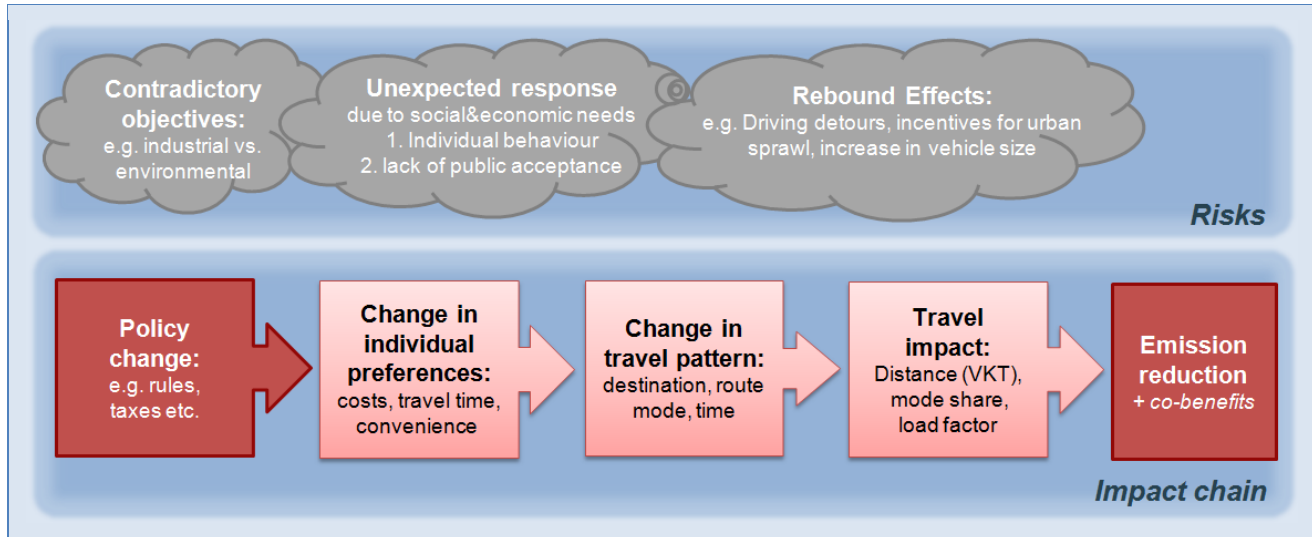 Contradictory
objectives:
e.g. industrial vs.
environmental
Unexpected response
due to social&economic needs
1. Individual behaviour
2. lack of public acceptance
Rebound Effects:
e.g. Driving detours, incentives for urban
sprawl, increase in vehicle size
Risks
Policy
change:
e.g. rules,
taxes etc.
Change in
individual
preferences:
costs, travel time,
convenience
Change in
travel pattern:
destination, route
mode, time
Travel
impact:
Distance (VKT),
mode share,
load factor
Emission
reduction
+ co-benefits
Impact chain